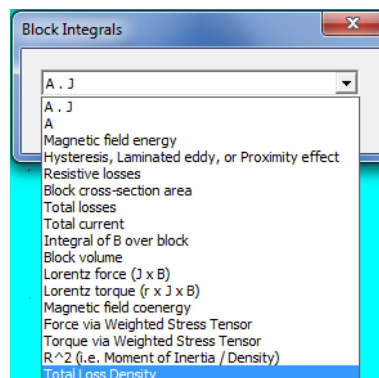 Block Integrals
A . J
A . J
A
Magnetic field energy
Hysteresis, Laminated eddy, or Proximity effect
Resistive losses
Block cross-section area
Total losses
Total current
Integral of B over block
Block volume
Lorentz force (J x B)
Lorentz torque (r x J x B)
Magnetic field coenergy
Force via Weighted Stress Tensor
Torque via Weighted Stress Tensor
R^2 (i.e. Moment of Inertia / Density)
Total Loss Density